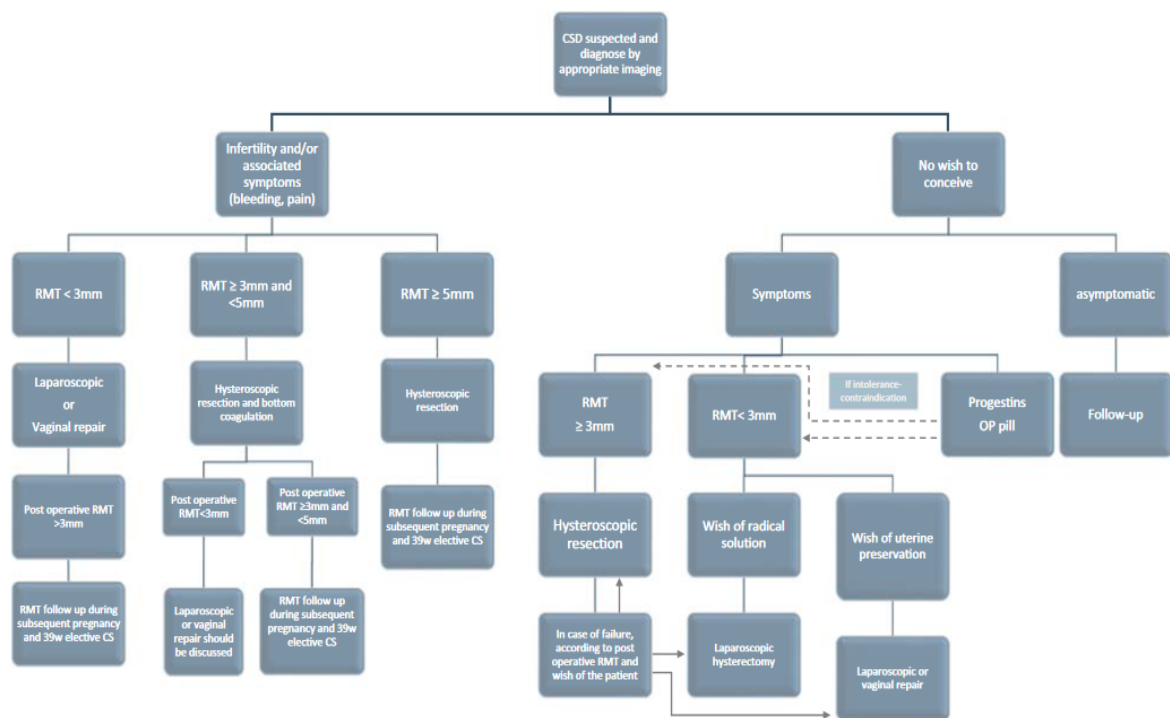 CSD suspected and
diagnose by
appropriate imaging
Infertility and/or
associated
symptoms
(bleeding, pain)
No wish to
conceive
RMT < 3mm
RMT ≥ 3mm and
<5mm
RMT ≥ 5mm
Symptoms
asymptomatic
Laparoscopic
or
Vaginal repair
Hysteroscopic
resection and bottom
coagulation
Hysteroscopic
resection
RMT
≥ 3mm
RMT< 3mm
If intolerance-
contraindication
Progestins
OP pill
Follow-up
Post operative RMT
>3mm
Post operative
RMT<3mm
Post operative
RMT ≥3mm and
<5mm
RMT follow up during
subsequent pregnancy
and 39w elective CS
Hysteroscopic
resection
Wish of radical
solution
Wish of uterine
preservation
RMT follow up during
subsequent pregnancy
and 39w elective CS
Laparoscopic
or vaginal
repair should
be discussed
RMT follow up
during subsequent
pregnancy and 39w
elective CS
In case of failure,
according to post
operative RMT and
wish of the patient
Laparoscopic
hysterectomy
Laparoscopic or
vaginal repair